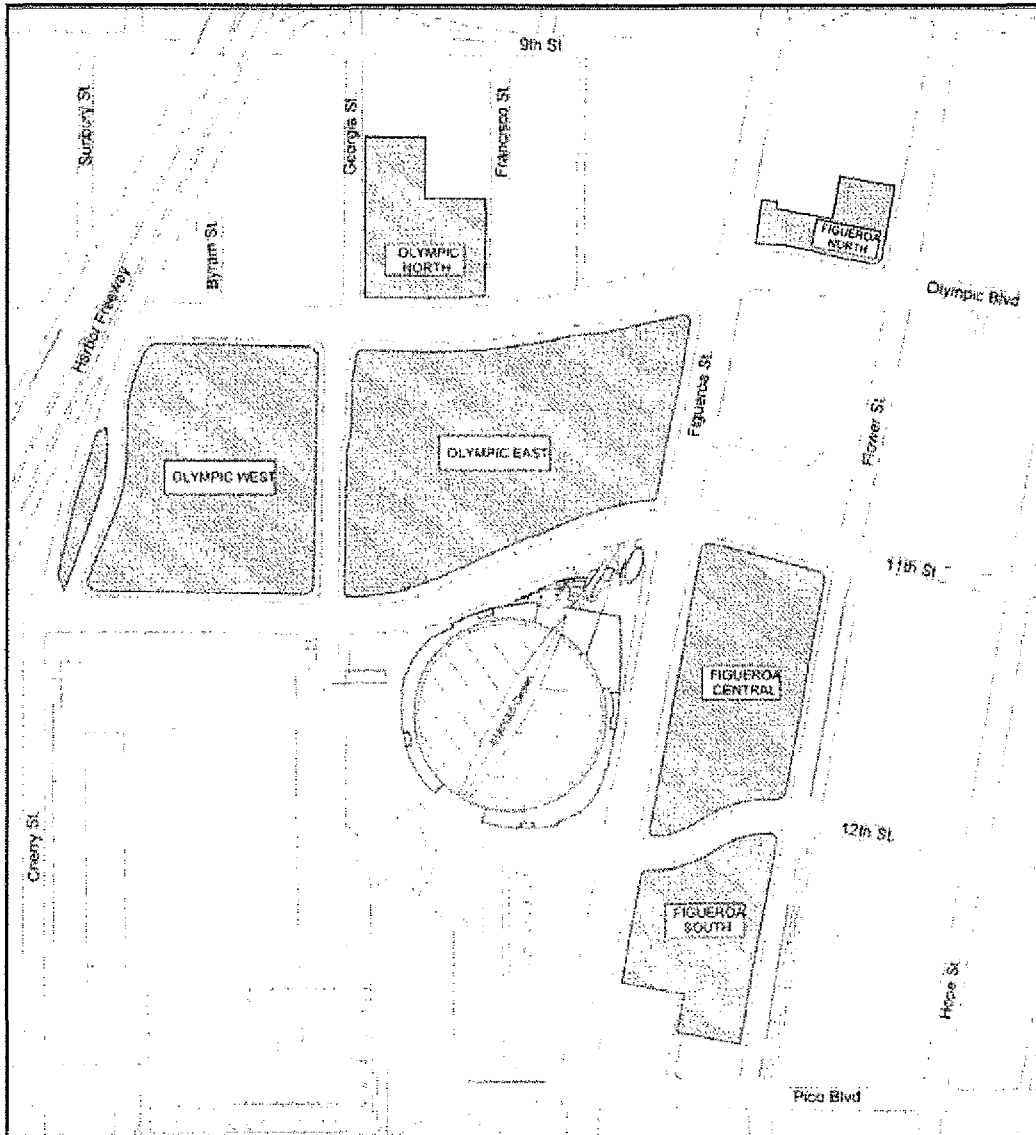 9th St
Sunbury St.
Georgia St
Francisco St.
Byram St.
OLYMPIC
NORTH
FIGUEROA
NORTH
Olympic Blvd
Harbor Freeway
Figueroa St.
OLYMPIC EAST
OLYMPIC WEST
Flower St
11th St
FIGUEROA
CENTRAL
Cherry St.
12th St.
FIGUEROA
SOUTH
Hope St
Pico Blvd